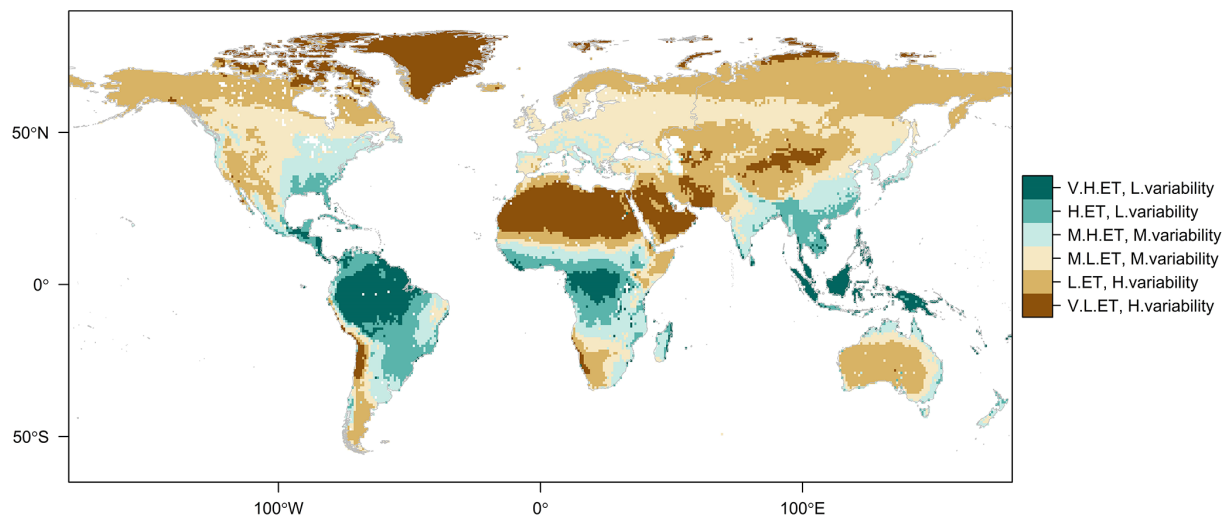 50°N
0°
50°S
100°W
0°
100°E
V.H.ET, L.variability
H.ET, L.variability
M.H.ET, M.variability
M.L.ET, M.variability
L.ET, H.variability
V.L.ET, H.variability